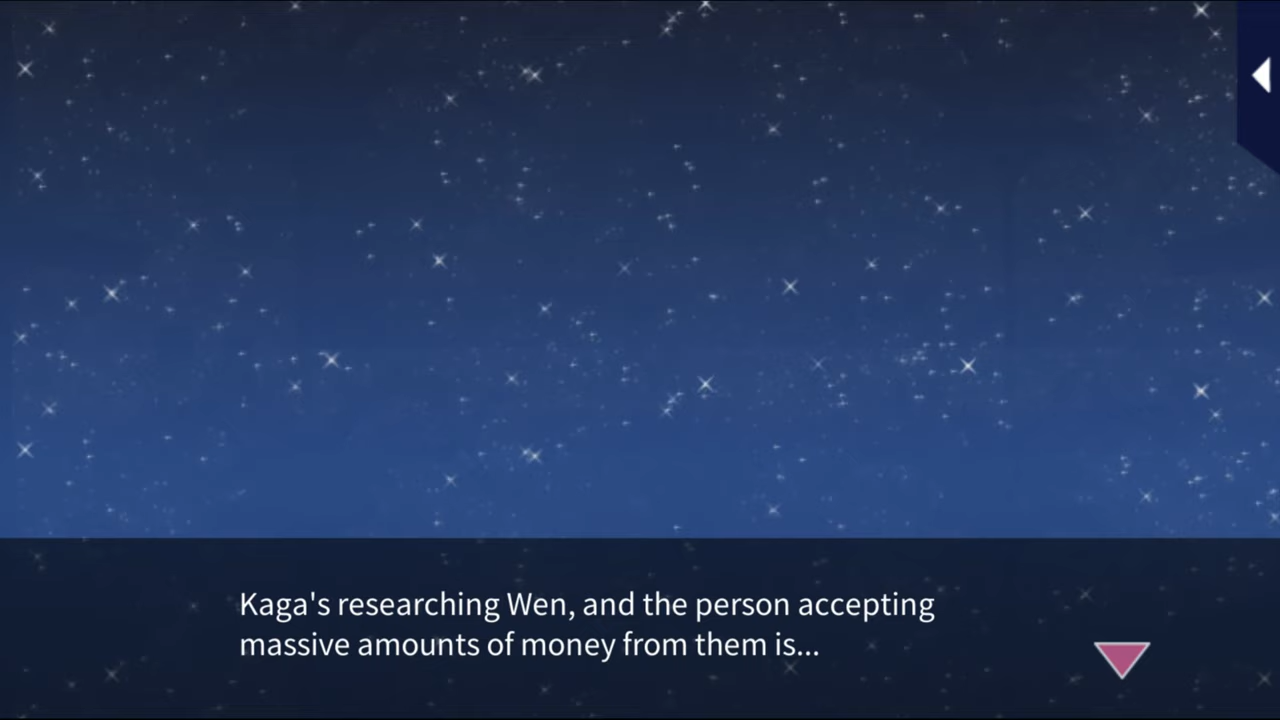 Kaga's researching Wen, and the person accepting
massive amounts of money from them is...